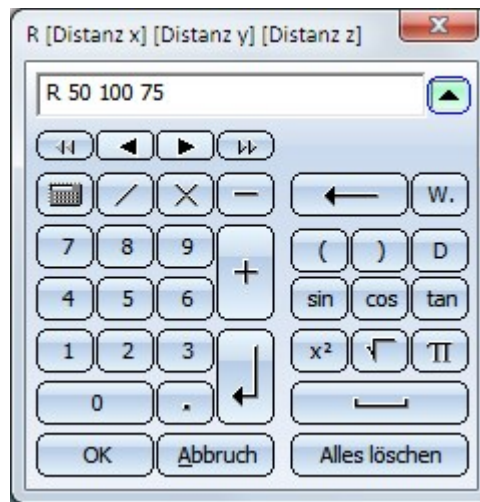 R [Distanz x] [Distanz y] [Distanz z]
R 50 100 75
W.
7 8 9 + ( ) D
4 5 6 sin cos tan
1 2 3 x² √ π
0 .
OK Abbruch Alles löschen